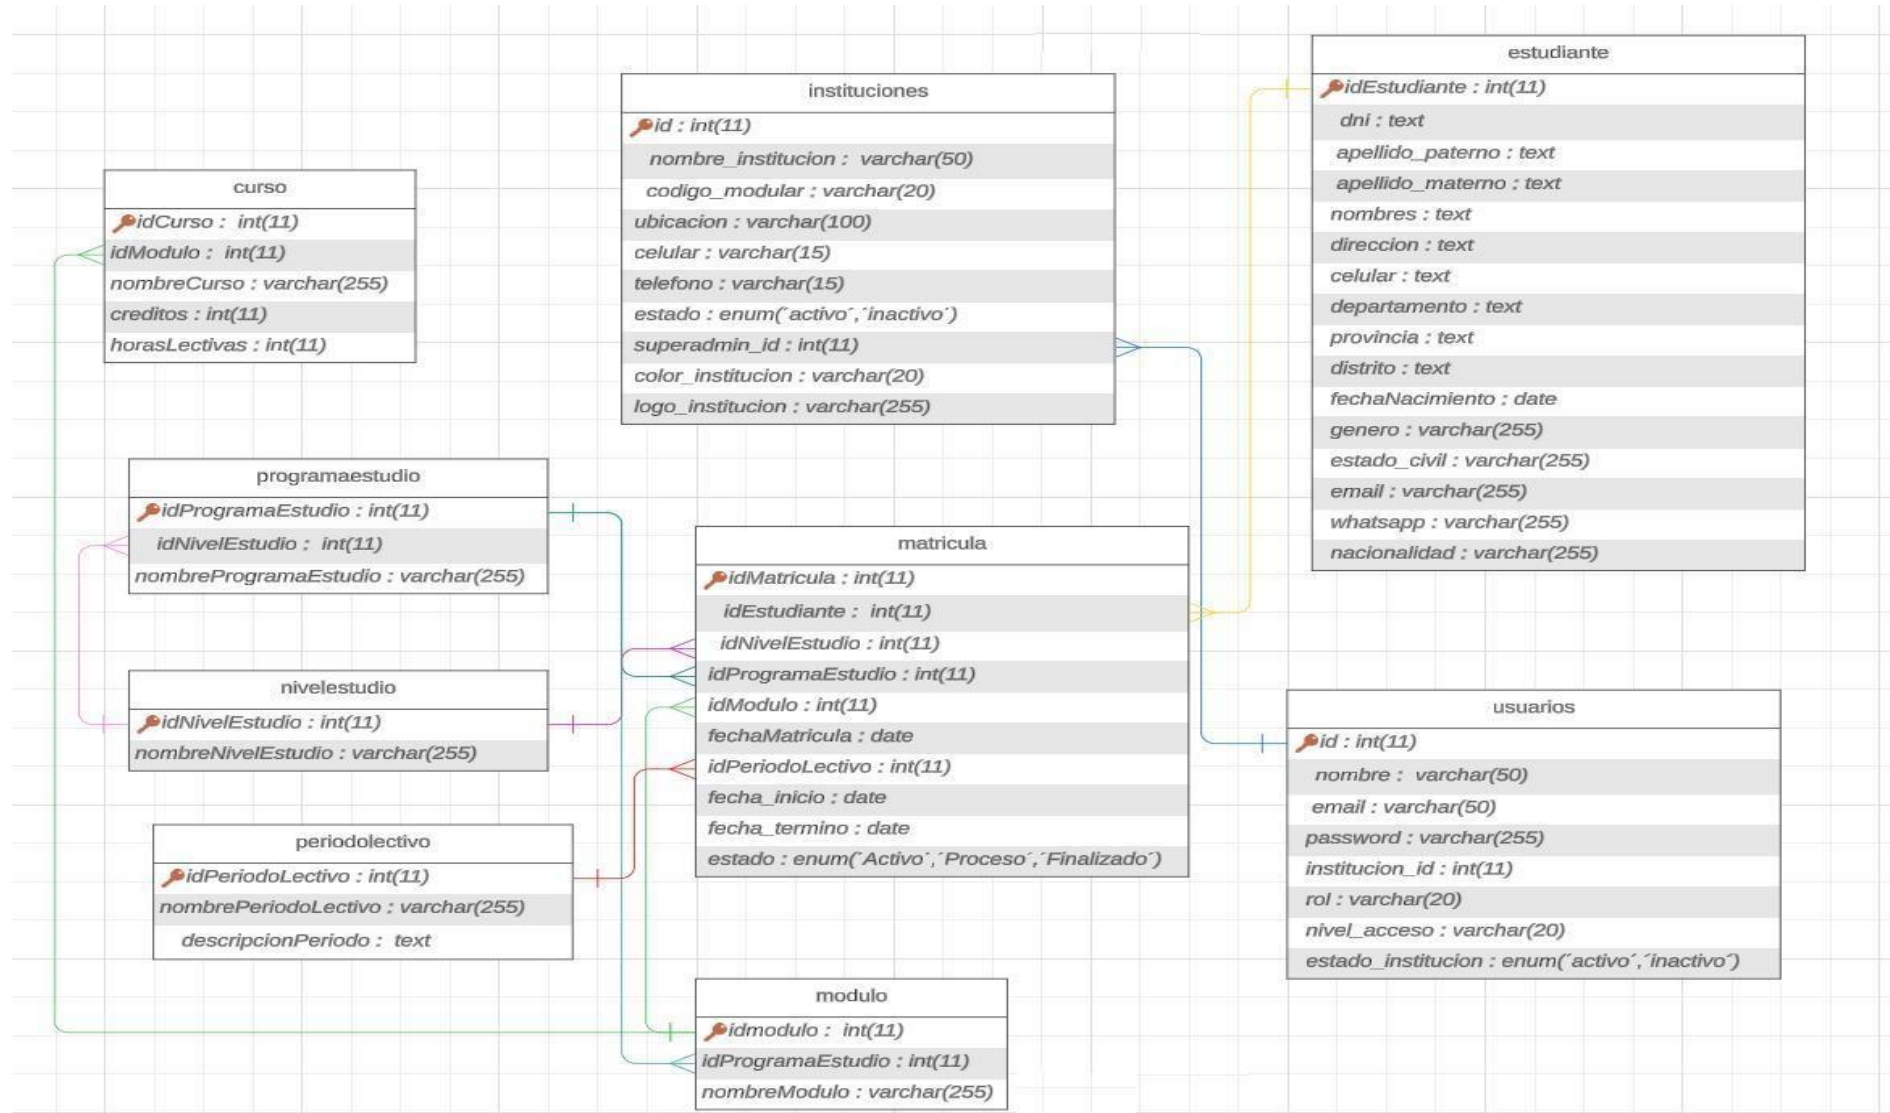 curso
idCurso : int(11)
idModulo : int(11)
nombreCurso : varchar(255)
creditos : int(11)
horasLectivas : int(11)
instituciones
id : int(11)
nombre_institucion : varchar(50)
codigo_modular : varchar(20)
ubicacion : varchar(100)
celular : varchar(15)
telefono : varchar(15)
estado : enum(´activo´,´inactivo´)
superadmin_id : int(11)
color_institucion : varchar(20)
logo_institucion : varchar(255)
estudiante
idEstudiante : int(11)
dni : text
apellido_paterno : text
apellido_materno : text
nombres : text
direccion : text
celular : text
departamento : text
provincia : text
distrito : text
fechaNacimiento : date
genero : varchar(255)
estado_civil : varchar(255)
email : varchar(255)
whatsapp : varchar(255)
nacionalidad : varchar(255)
programaestudio
idProgramaEstudio : int(11)
idNivelEstudio : int(11)
nombreProgramaEstudio : varchar(255)
nivelestudio
idNivelEstudio : int(11)
nombreNivelEstudio : varchar(255)
periodolectivo
idPeriodoLectivo : int(11)
nombrePeriodoLectivo : varchar(255)
descripcionPeriodo : text
matricula
idMatricula : int(11)
idEstudiante : int(11)
idNivelEstudio : int(11)
idProgramaEstudio : int(11)
idModulo : int(11)
fechaMatricula : date
idPeriodoLectivo : int(11)
fecha_inicio : date
fecha_termino : date
estado : enum(´Activo´,´Proceso´,´Finalizado´)
modulo
idmodulo : int(11)
idProgramaEstudio : int(11)
nombreModulo : varchar(255)
usuarios
id : int(11)
nombre : varchar(50)
email : varchar(50)
password : varchar(255)
institucion_id : int(11)
rol : varchar(20)
nivel_acceso : varchar(20)
estado_institucion : enum(´activo´,´inactivo´)